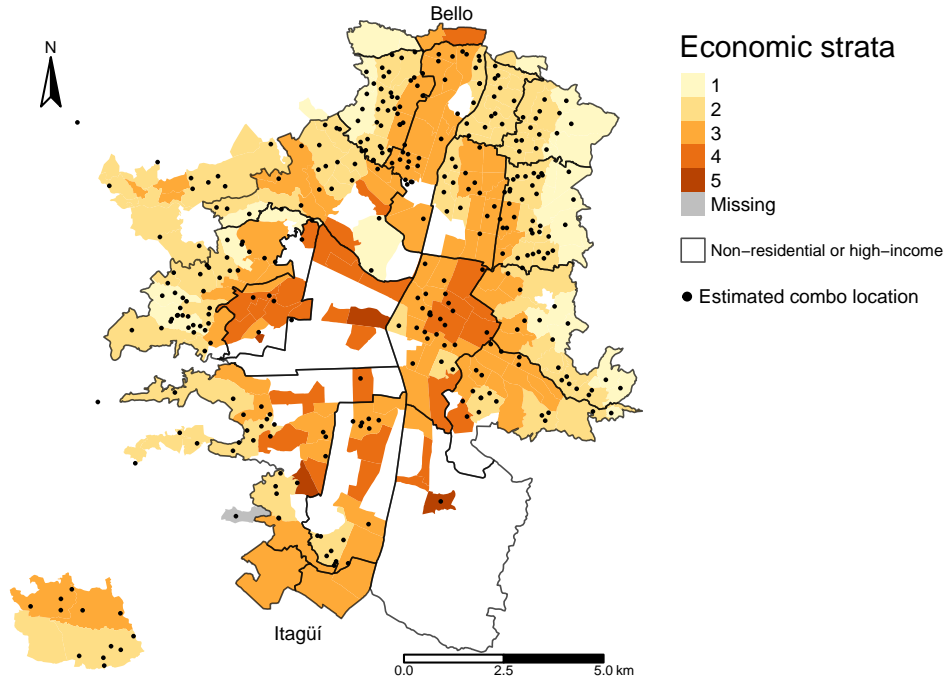 Bello
N
Economic strata
1
2
3
4
5
Missing
Non−residential or high−income
Estimated combo location
Itagüí
0.0 2.5 5.0 km